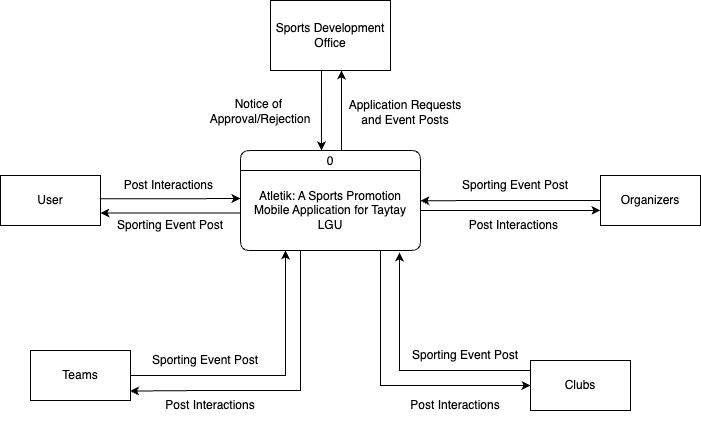 Sports Development
Office
Notice of
Approval/Rejection
Application Requests
and Event Posts
0
Atletik: A Sports Promotion
Mobile Application for Taytay
LGU
User
Post Interactions
Sporting Event Post
Sporting Event Post
Post Interactions
Organizers
Teams
Sporting Event Post
Post Interactions
Sporting Event Post
Post Interactions
Clubs